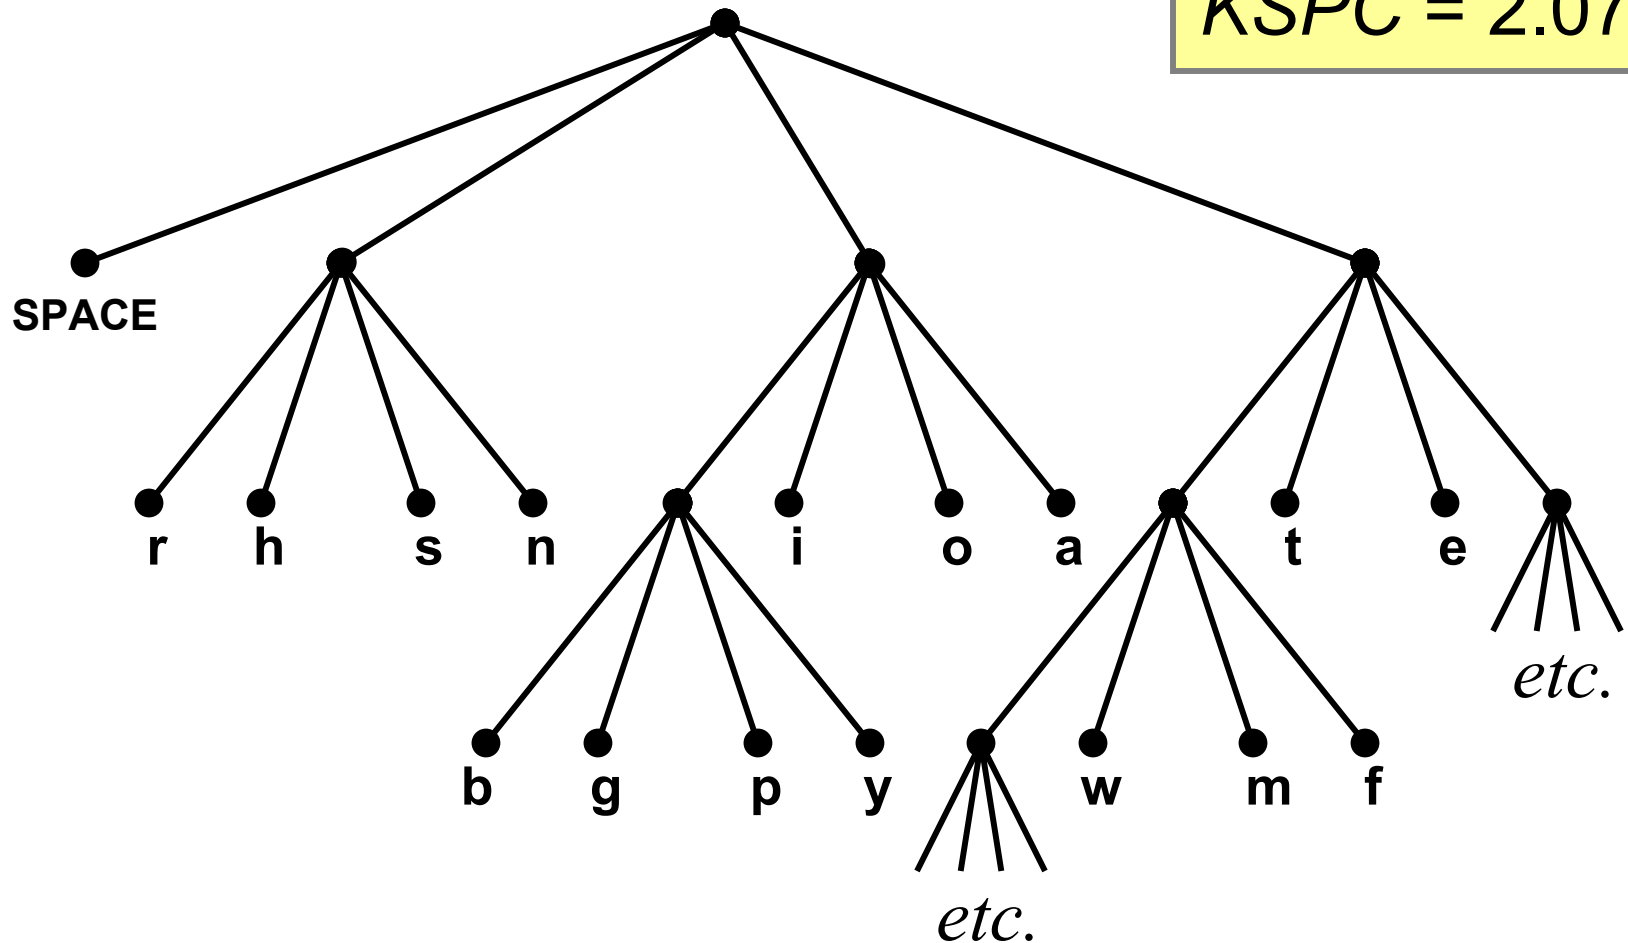 KSPC = 2.07
SPACE
r h s n i o a t e
etc.
b g p y w m f
etc.